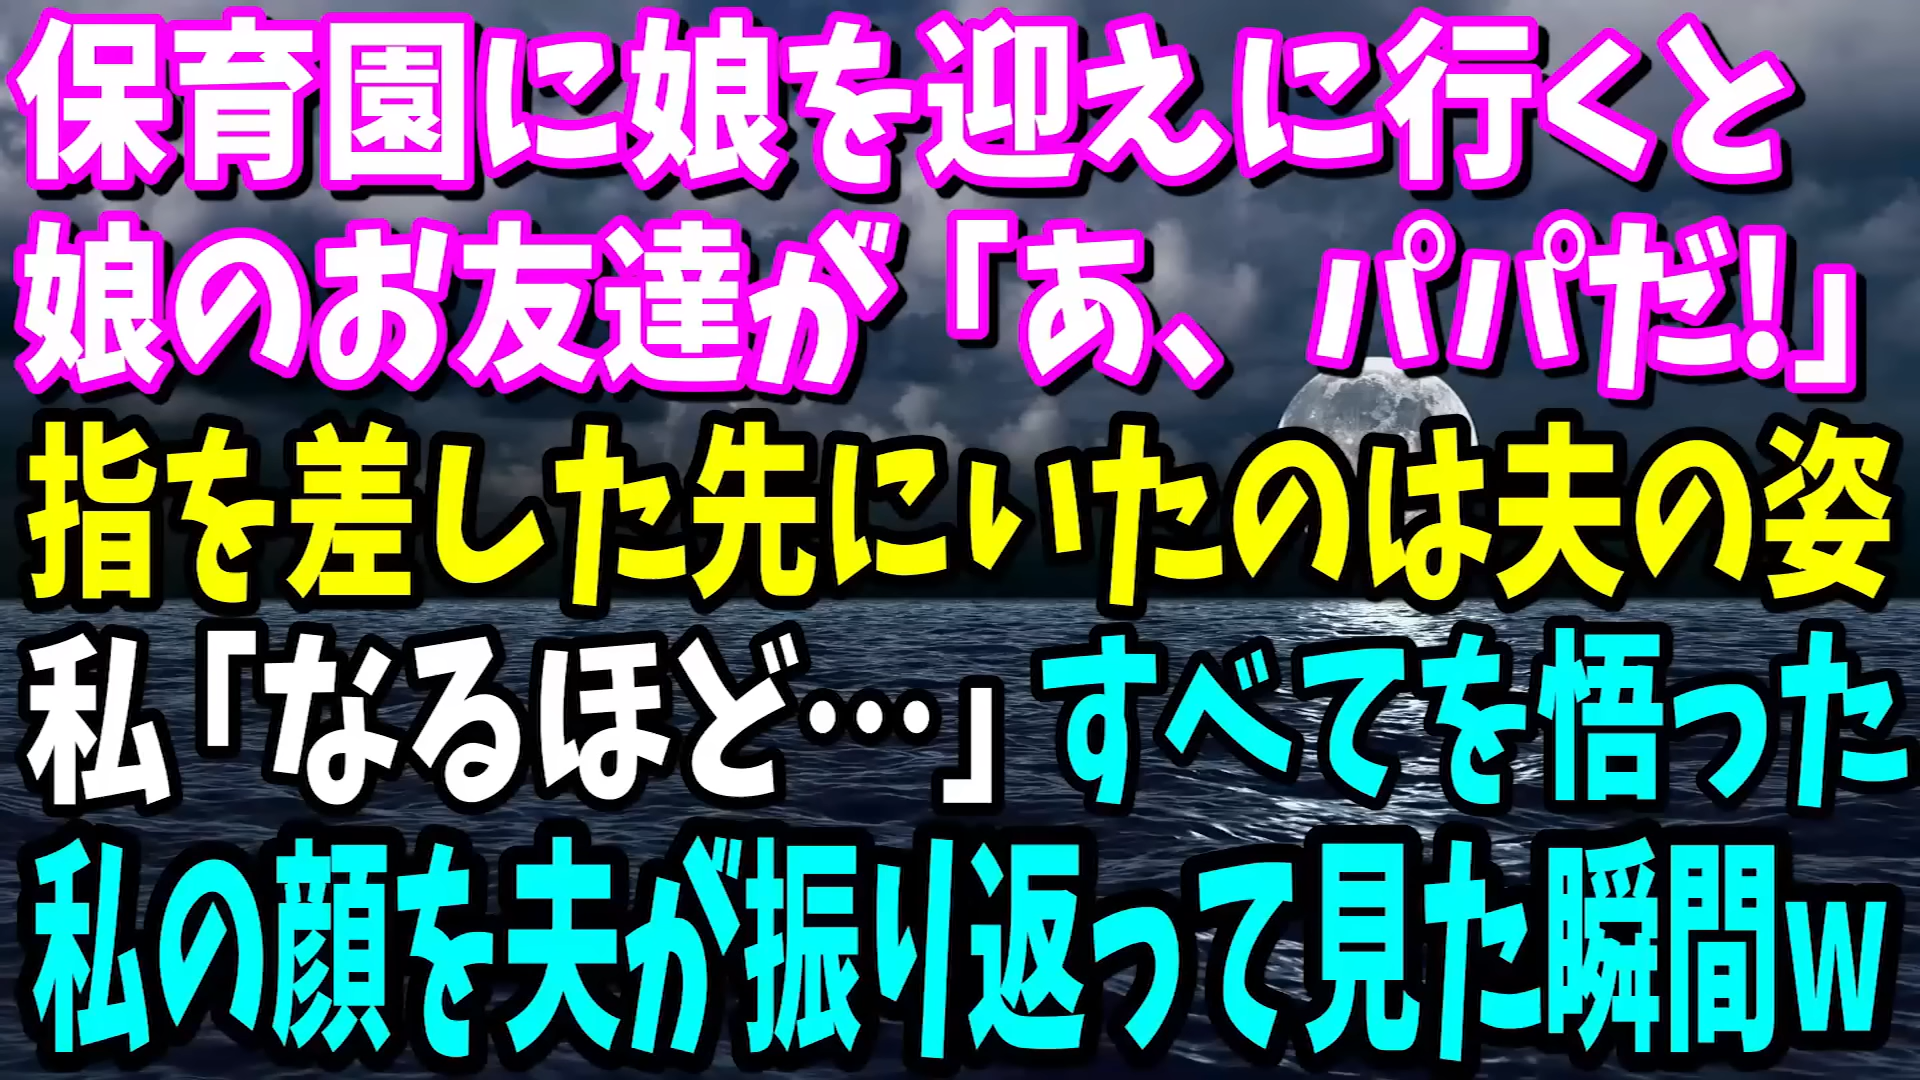 保育園に娘を迎えに行くと
娘のお友達が「あ、パパだ!」
指を差した先にいたのは夫の姿
私「なるほど…」すべてを悟った
私の顔を夫が振り返って見た瞬間w